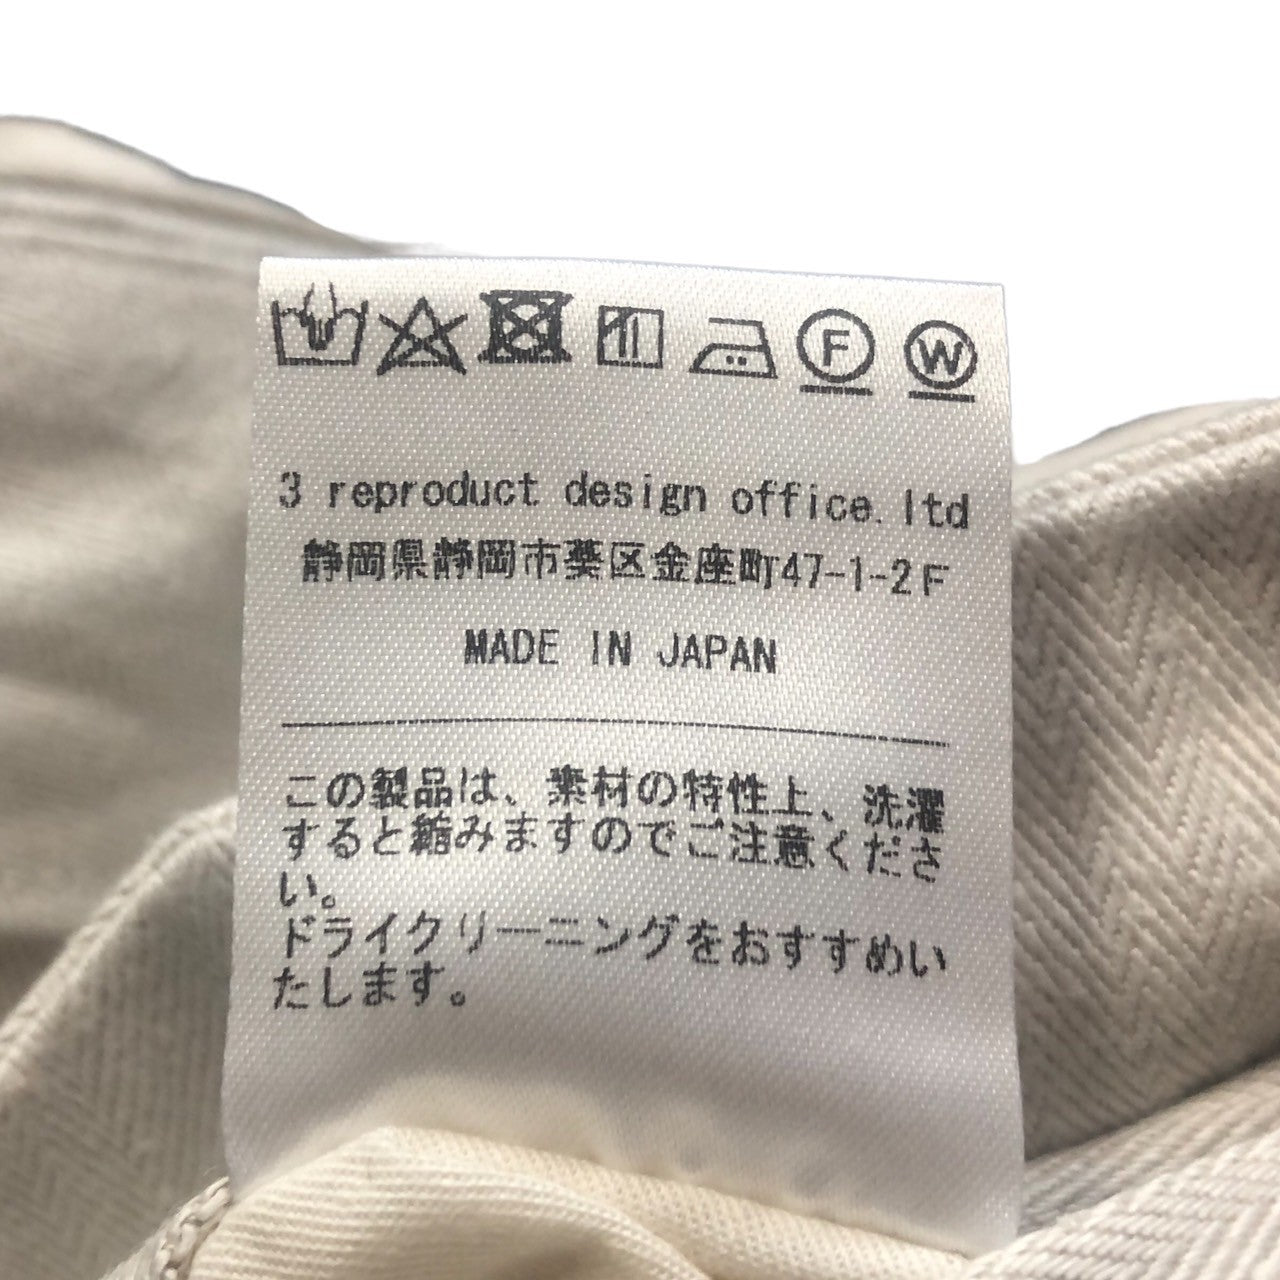 F W
3 reproduct design office.ltd
静岡県静岡市葵区金座町47-1-2F
MADE IN JAPAN
この製品は、素材の特性上、洗濯
すると縮みますのでご注意くださ
い。
ドライクリーニングをおすすめい
たします。